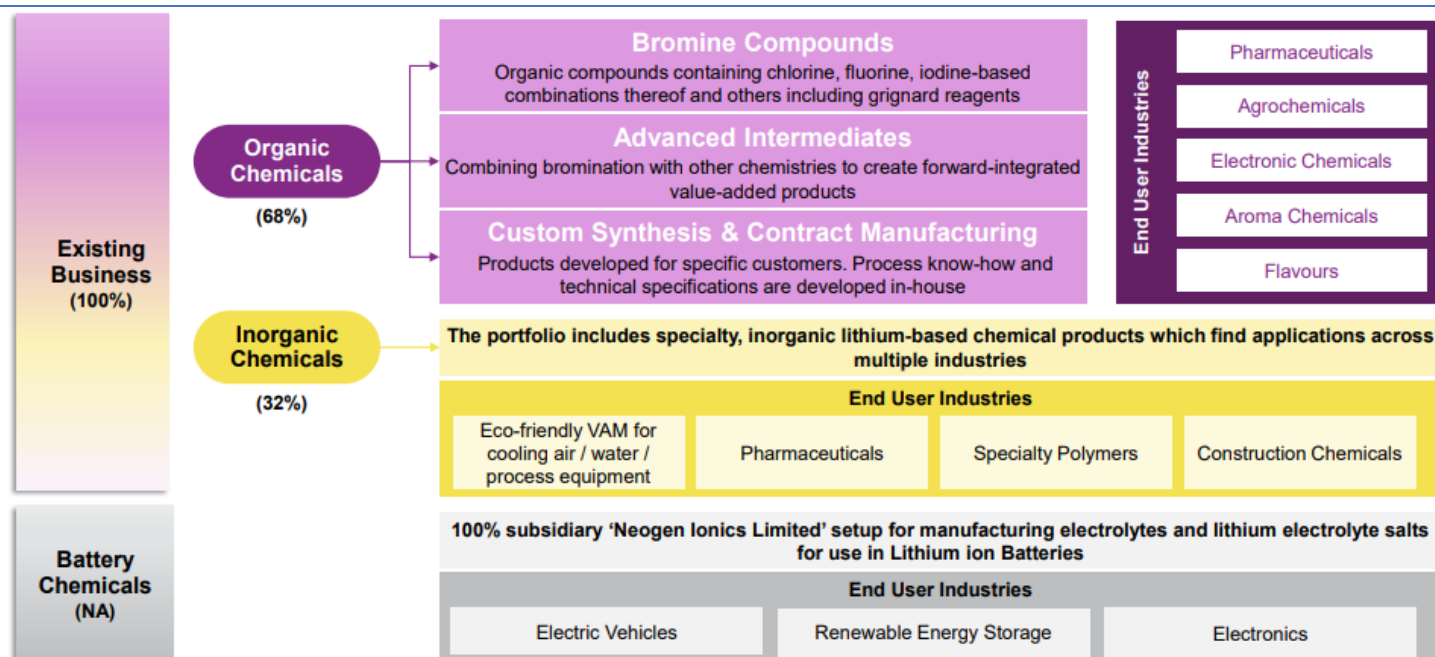 Existing
Business
(100%)
Organic
Chemicals
(68%)
Bromine Compounds
Organic compounds containing chlorine, fluorine, iodine-based
combinations thereof and others including grignard reagents
Advanced Intermediates
Combining bromination with other chemistries to create forward-integrated
value-added products
Custom Synthesis & Contract Manufacturing
Products developed for specific customers. Process know-how and
technical specifications are developed in-house
End User Industries
Pharmaceuticals
Agrochemicals
Electronic Chemicals
Aroma Chemicals
Flavours
Inorganic
Chemicals
(32%)
The portfolio includes specialty, inorganic lithium-based chemical products which find applications across
multiple industries
End User Industries
Eco-friendly VAM for
cooling air / water /
process equipment
Pharmaceuticals
Specialty Polymers
Construction Chemicals
Battery
Chemicals
(NA)
100% subsidiary ‘Neogen Ionics Limited’ setup for manufacturing electrolytes and lithium electrolyte salts
for use in Lithium ion Batteries
End User Industries
Electric Vehicles
Renewable Energy Storage
Electronics